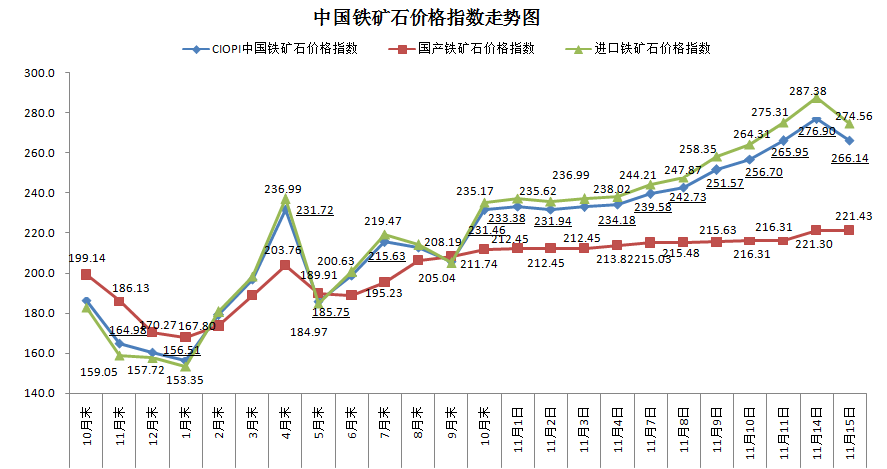 中国铁矿石价格指数走势图
CIOPI中国铁矿石价格指数 国产铁矿石价格指数 进口铁矿石价格指数
300.0
280.0
260.0
240.0
220.0
200.0
180.0
160.0
140.0
199.14
186.13
164.98
170.27
167.80
156.51
159.05
157.72
153.35
236.99
231.72
203.76
189.91
185.75
184.97
200.63
219.47
215.63
195.23
208.19
205.04
235.17
231.46
211.74
233.38
212.45
235.62
231.94
212.45
236.99
212.45
238.02
234.18
213.82
244.21
239.58
215.03
247.87
242.73
215.48
258.35
251.57
215.63
264.31
256.70
216.31
275.31
265.95
216.31
287.38
276.90
221.30
274.56
266.14
221.43
10月末
11月末
12月末
1月末
2月末
3月末
4月末
5月末
6月末
7月末
8月末
9月末
10月末
11月1日
11月2日
11月3日
11月4日
11月7日
11月8日
11月9日
11月10日
11月11日
11月14日
11月15日